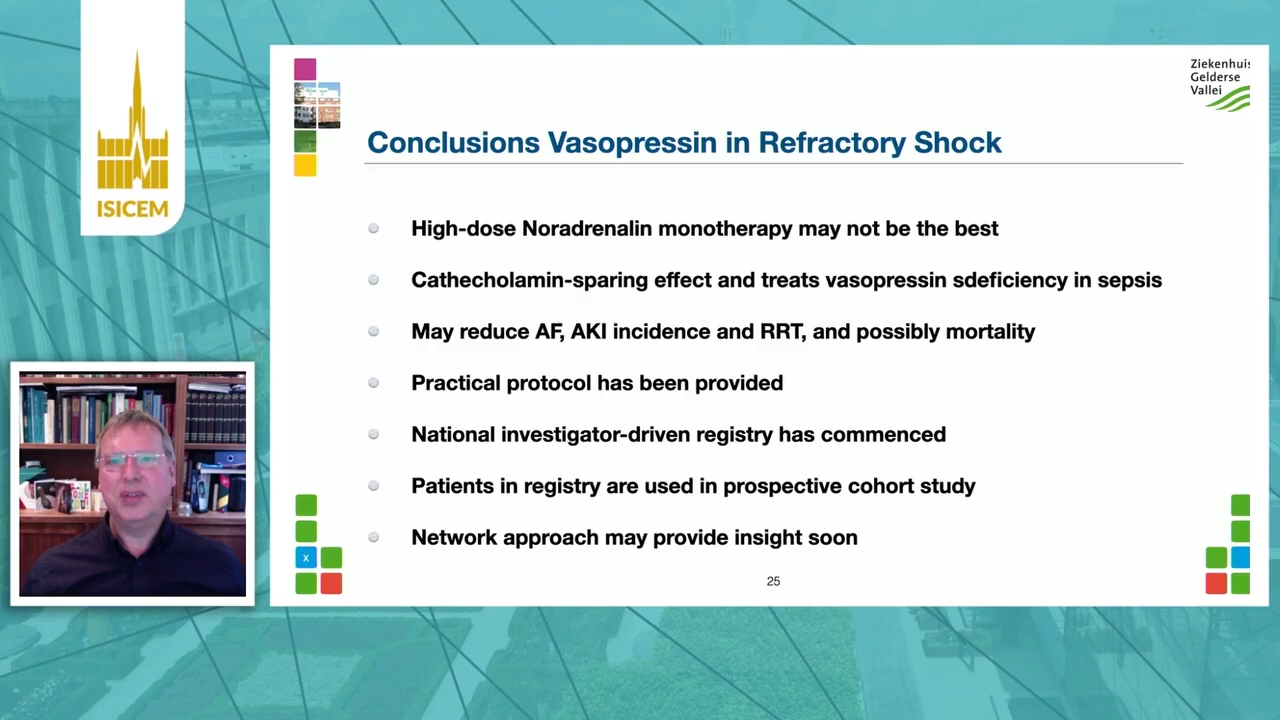 ISICEM
Ziekenhuis
Gelderse
Vallei
Conclusions Vasopressin in Refractory Shock
High-dose Noradrenalin monotherapy may not be the best
Cathecholamin-sparing effect and treats vasopressin sdeficiency in sepsis
May reduce AF, AKI incidence and RRT, and possibly mortality
Practical protocol has been provided
National investigator-driven registry has commenced
Patients in registry are used in prospective cohort study
Network approach may provide insight soon
x
25